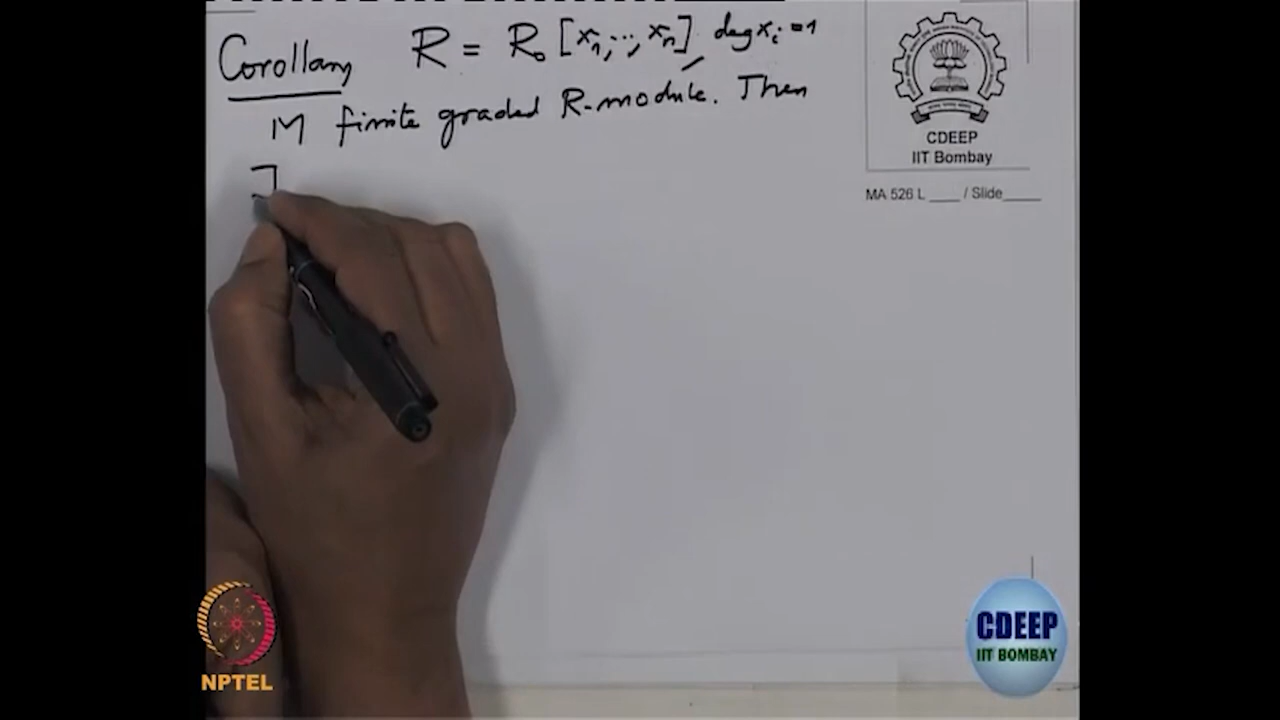 Corollary R = R₀ [x₁, ..., xₙ] deg xᵢ = 1
M finite graded R-module. Then
∃
CDEEP
IIT Bombay
MA 526 L ____ / Slide_____
NPTEL
CDEEP
IIT BOMBAY